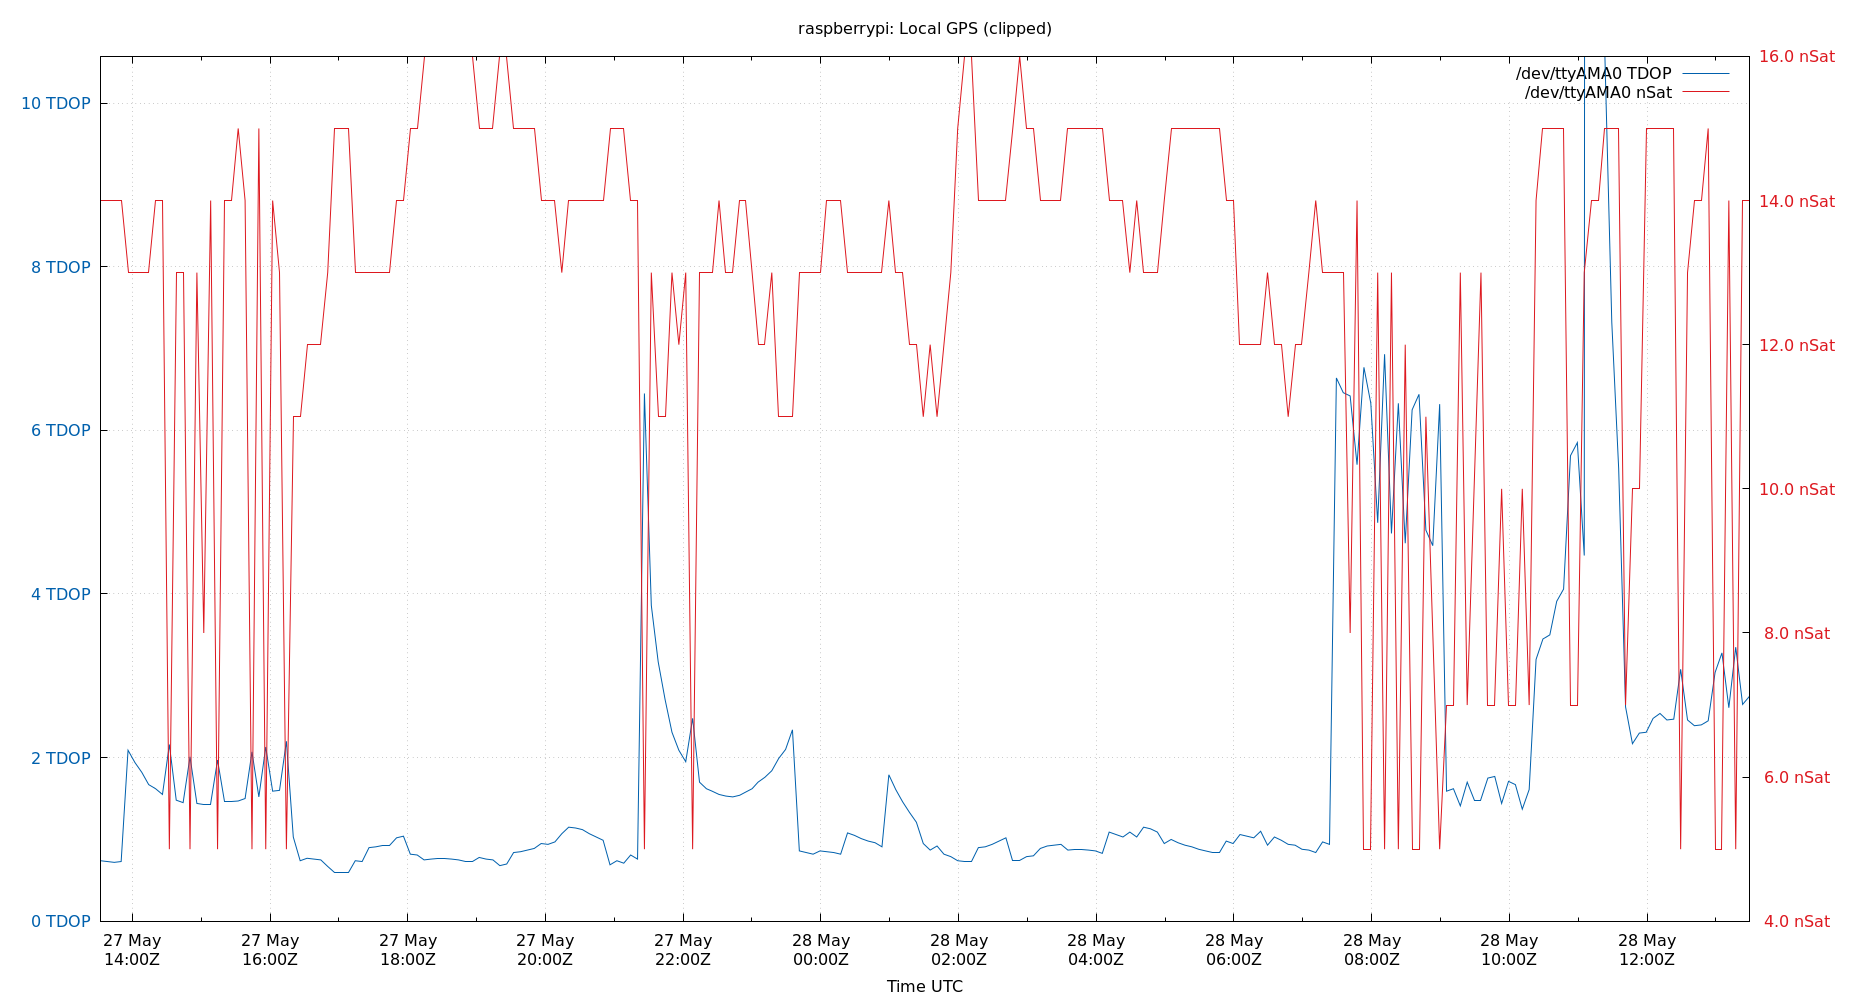 raspberrypi: Local GPS (clipped)
16.0 nSat
/dev/ttyAMA0 TDOP
/dev/ttyAMA0 nSat
10 TDOP
14.0 nSat
8 TDOP
12.0 nSat
6 TDOP
10.0 nSat
4 TDOP
8.0 nSat
2 TDOP
6.0 nSat
0 TDOP
4.0 nSat
27 May 27 May 27 May 27 May 27 May 28 May 28 May 28 May 28 May 28 May 28 May 28 May
14:00Z 16:00Z 18:00Z 20:00Z 22:00Z 00:00Z 02:00Z 04:00Z 06:00Z 08:00Z 10:00Z 12:00Z
Time UTC